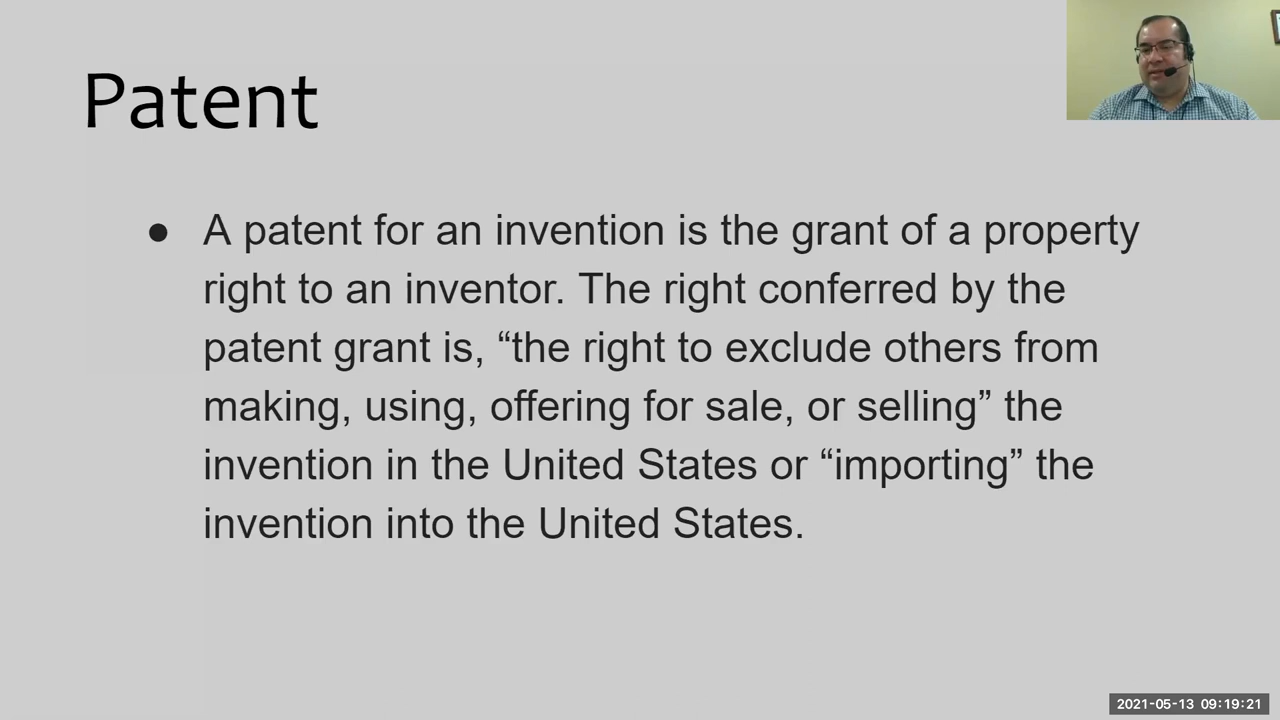 Patent
● A patent for an invention is the grant of a property
right to an inventor. The right conferred by the
patent grant is, “the right to exclude others from
making, using, offering for sale, or selling” the
invention in the United States or “importing” the
invention into the United States.
2021-05-13 09:19:21